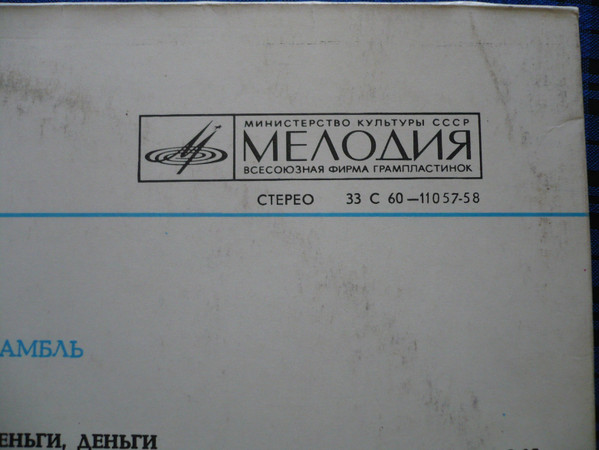 МИНИСТЕРСТВО КУЛЬТУРЫ СССР
МЕЛОДИЯ
ВСЕСОЮЗНАЯ ФИРМА ГРАМПЛАСТИНОК
СТЕРЕО 33 С 60—11057-58
АМБЛЬ
ЕНЬГИ, ДЕНЬГИ